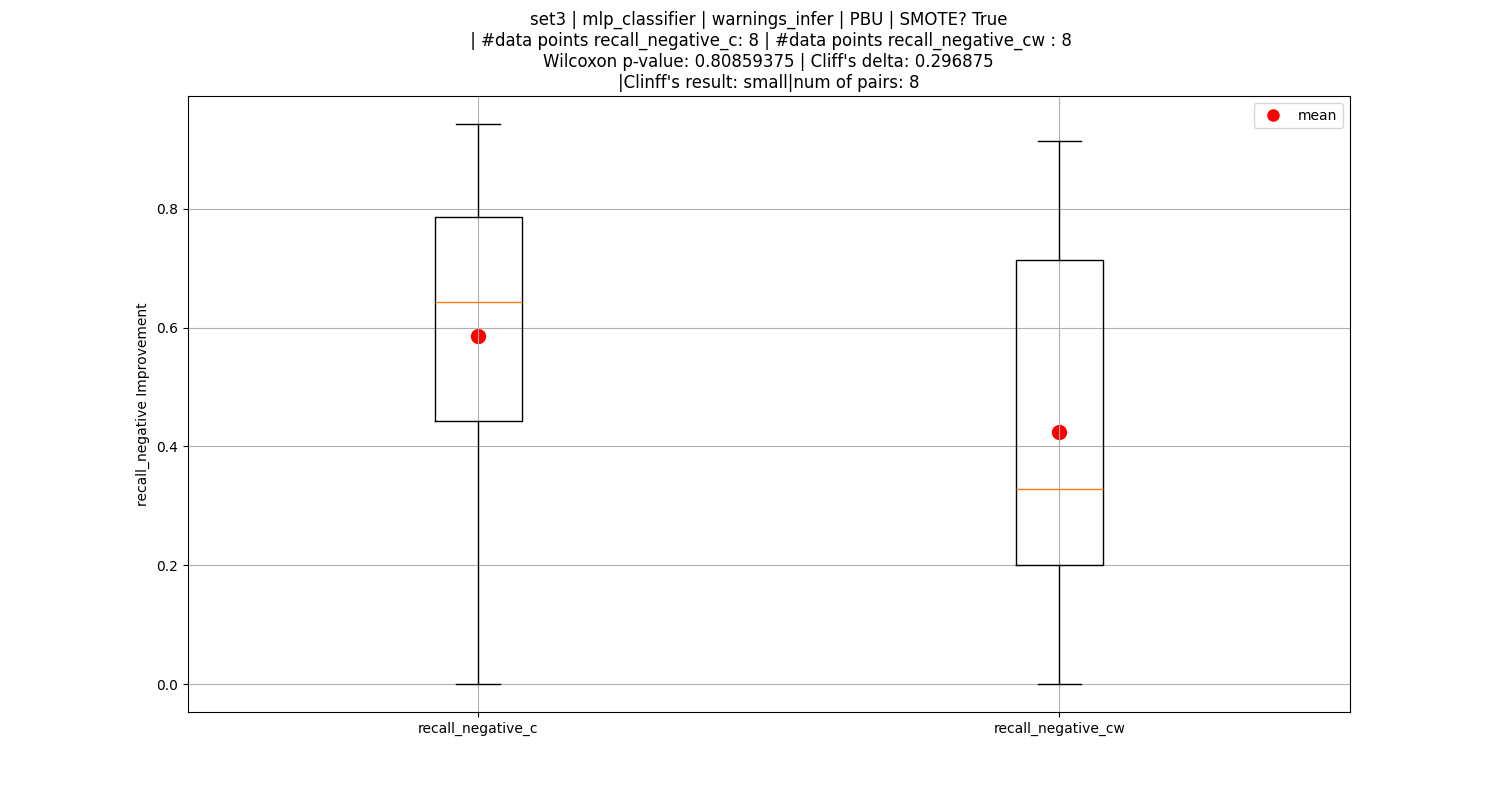 set3 | mlp_classifier | warnings_infer | PBU | SMOTE? True
| #data points recall_negative_c: 8 | #data points recall_negative_cw : 8
Wilcoxon p-value: 0.80859375 | Cliff's delta: 0.296875
|Clinff's result: small|num of pairs: 8
mean
0.8
0.6
0.4
0.2
0.0
recall_negative Improvement
recall_negative_c
recall_negative_cw